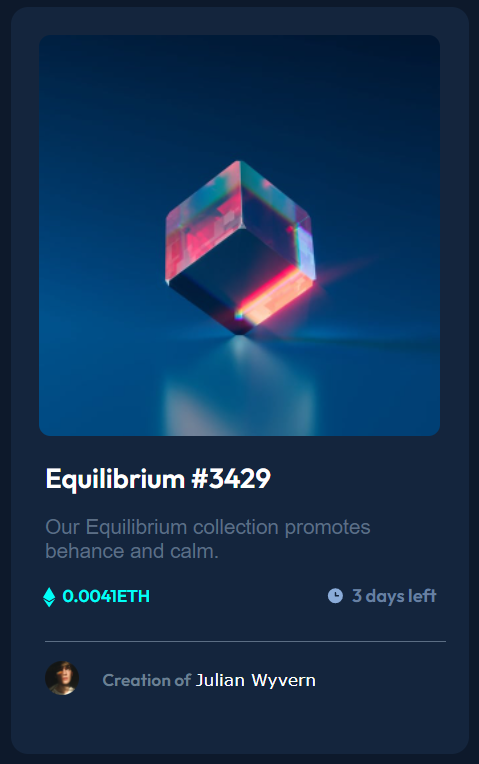 Equilibrium #3429
Our Equilibrium collection promotes
behance and calm.
0.0041ETH
3 days left
Creation of Julian Wyvern